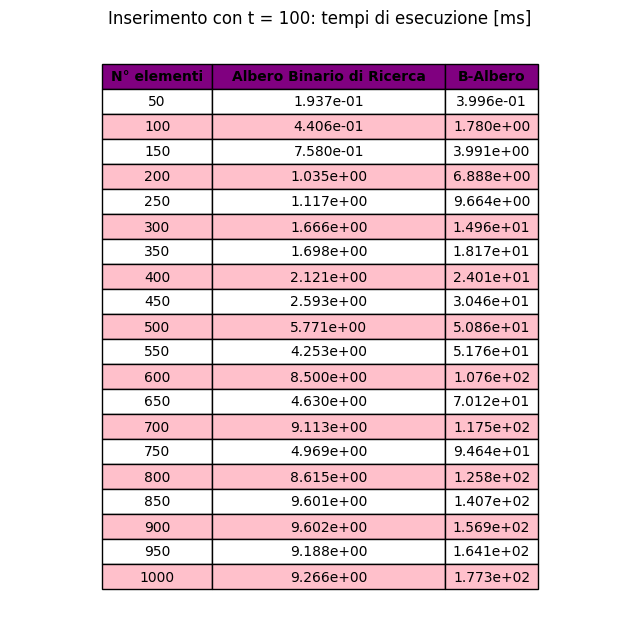 Inserimento con t = 100: tempi di esecuzione [ms]
N° elementi Albero Binario di Ricerca B-Albero
50 1.937e-01 3.996e-01
100 4.406e-01 1.780e+00
150 7.580e-01 3.991e+00
200 1.035e+00 6.888e+00
250 1.117e+00 9.664e+00
300 1.666e+00 1.496e+01
350 1.698e+00 1.817e+01
400 2.121e+00 2.401e+01
450 2.593e+00 3.046e+01
500 5.771e+00 5.086e+01
550 4.253e+00 5.176e+01
600 8.500e+00 1.076e+02
650 4.630e+00 7.012e+01
700 9.113e+00 1.175e+02
750 4.969e+00 9.464e+01
800 8.615e+00 1.258e+02
850 9.601e+00 1.407e+02
900 9.602e+00 1.569e+02
950 9.188e+00 1.641e+02
1000 9.266e+00 1.773e+02